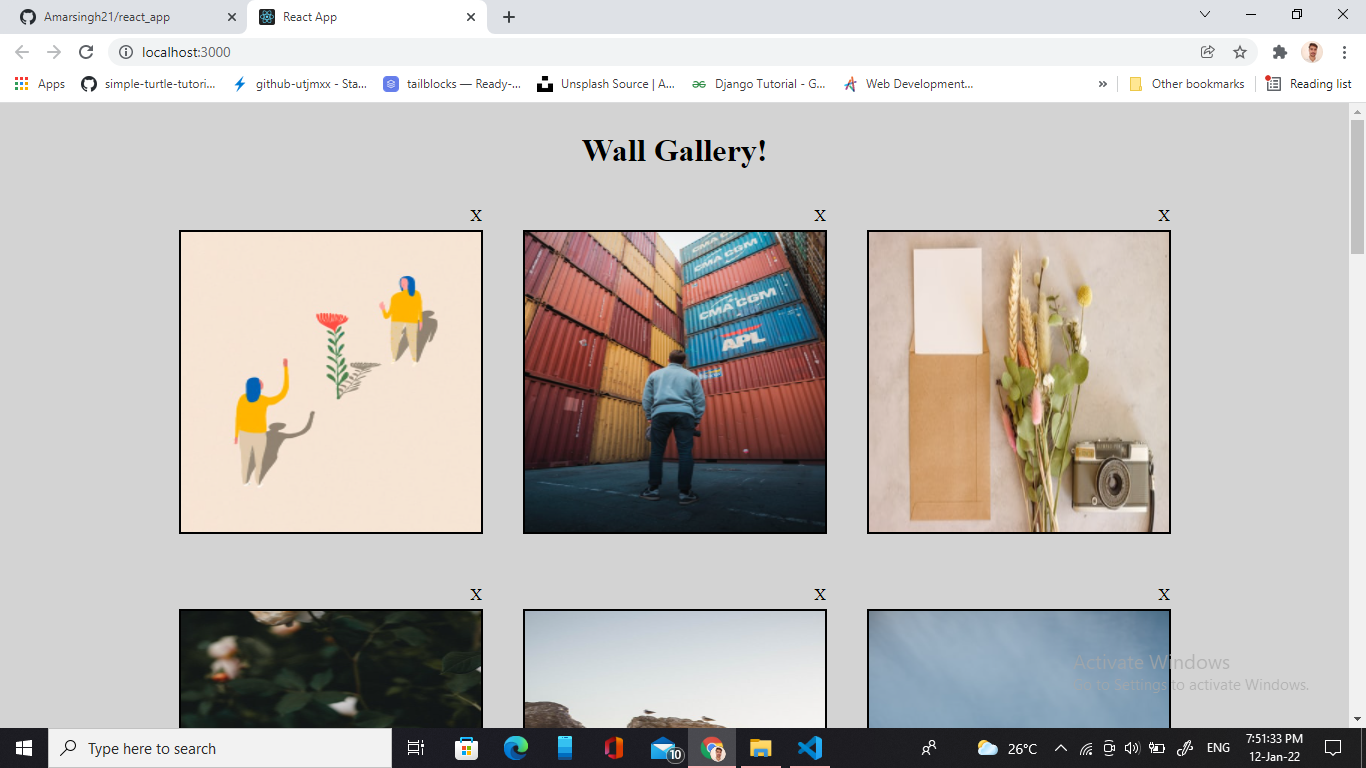 Amarsingh21/react_app
React App
localhost:3000
Apps
simple-turtle-tutori...
github-utjmxx - Sta...
tailblocks — Ready-...
Unsplash Source | A...
Django Tutorial - G...
Web Development...
»
Other bookmarks
Reading list
Wall Gallery!
X X X
CMA CGM
CMA CGM
CMA CGM
APL
X X X
Activate Windows
Go to Settings to activate Windows.
Type here to search
10
26°C
ENG
7:51:33 PM
12-Jan-22